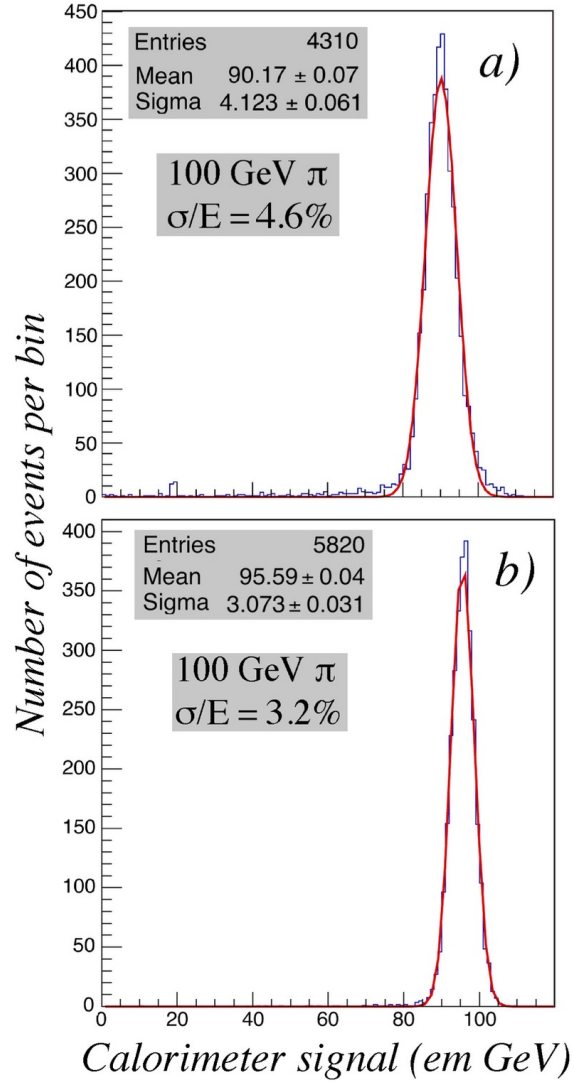 Number of events per bin
450
400
350
300
250
200
150
100
50
0
Entries 4310
Mean 90.17 ± 0.07
Sigma 4.123 ± 0.061
a)
100 GeV π
σ/E = 4.6%
400
350
300
250
200
150
100
50
0
Entries 5820
Mean 95.59 ± 0.04
Sigma 3.073 ± 0.031
b)
100 GeV π
σ/E = 3.2%
0 20 40 60 80 100
Calorimeter signal (em GeV)